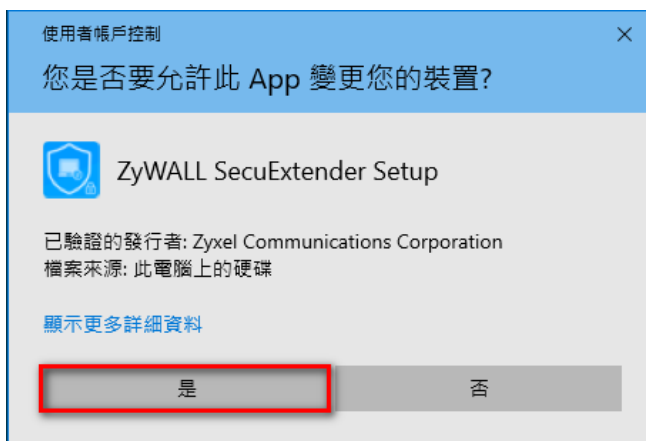 使用者帳戶控制
您是否要允許此 App 變更您的裝置?
ZyWALL SecuExtender Setup
已驗證的發行者: Zyxel Communications Corporation
檔案來源: 此電腦上的硬碟
顯示更多詳細資料
是
否